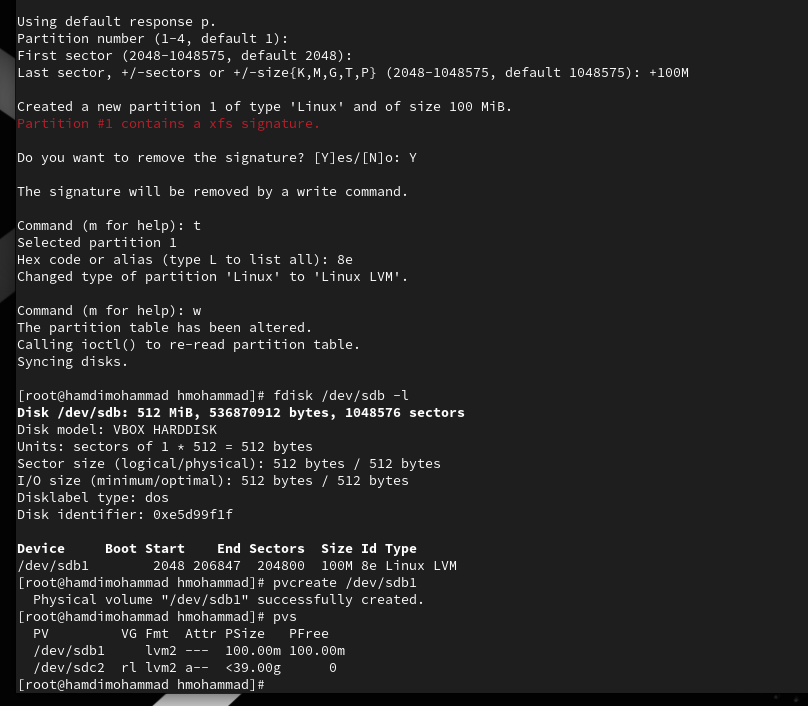 Using default response p.
Partition number (1-4, default 1):
First sector (2048-1048575, default 2048):
Last sector, +/-sectors or +/-size{K,M,G,T,P} (2048-1048575, default 1048575): +100M
Created a new partition 1 of type 'Linux' and of size 100 MiB.
Partition #1 contains a xfs signature.
Do you want to remove the signature? [Y]es/[N]o: Y
The signature will be removed by a write command.
Command (m for help): t
Selected partition 1
Hex code or alias (type L to list all): 8e
Changed type of partition 'Linux' to 'Linux LVM'.
Command (m for help): w
The partition table has been altered.
Calling ioctl() to re-read partition table.
Syncing disks.
[root@hamdimohammad hmohammad]# fdisk /dev/sdb -l
Disk /dev/sdb: 512 MiB, 536870912 bytes, 1048576 sectors
Disk model: VBOX HARDDISK
Units: sectors of 1 * 512 = 512 bytes
Sector size (logical/physical): 512 bytes / 512 bytes
I/O size (minimum/optimal): 512 bytes / 512 bytes
Disklabel type: dos
Disk identifier: 0xe5d99f1f
Device     Boot Start    End Sectors  Size Id Type
/dev/sdb1        2048 206847  204800  100M 8e Linux LVM
[root@hamdimohammad hmohammad]# pvcreate /dev/sdb1
  Physical volume "/dev/sdb1" successfully created.
[root@hamdimohammad hmohammad]# pvs
  PV         VG Fmt  Attr PSize   PFree
  /dev/sdb1     lvm2 ---  100.00m 100.00m
  /dev/sdc2  rl lvm2 a--  <39.00g      0
[root@hamdimohammad hmohammad]#